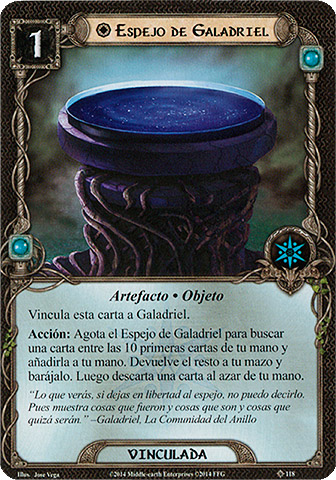 1
Espejo de Galadriel
Artefacto • Objeto
Vincula esta carta a Galadriel.
Acción: Agota el Espejo de Galadriel para buscar
una carta entre las 10 primeras cartas de tu mano y
añadirla a tu mano. Devuelve el resto a tu mazo y
barájalo. Luego descarta una carta al azar de tu mano.
“Lo que verás, si dejas en libertad al espejo, no puedo decirlo.
Pues muestra cosas que fueron y cosas que son y cosas que
quizá serán.” –Galadriel, La Comunidad del Anillo
Vinculada
Illus. Jose Vega
©2014 Middle-earth Enterprises ©2014 FFG
118